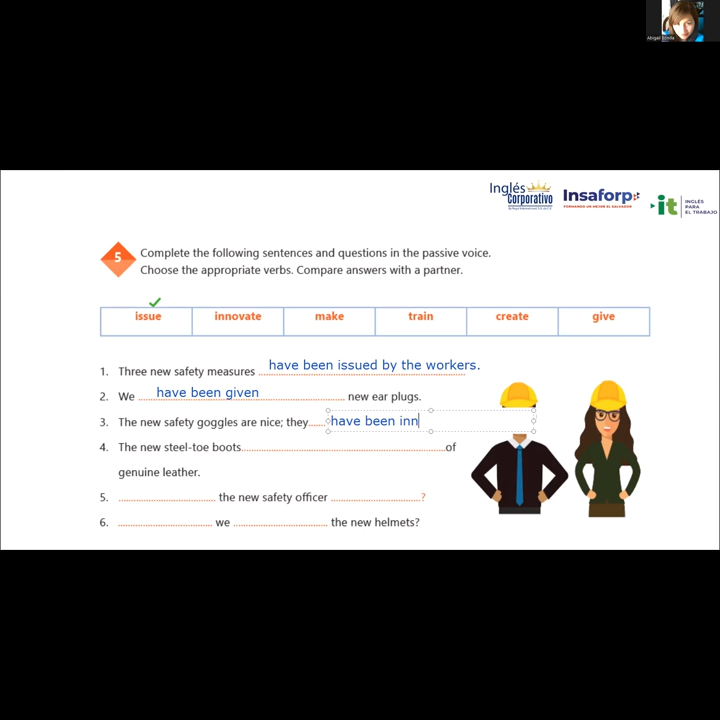 Abigail Bonilla
Inglés
Corporativo
Insaforp
FORMANDO UN MEJOR EL SALVADOR
it
INGLÉS
PARA
EL TRABAJO
5
Complete the following sentences and questions in the passive voice.
Choose the appropriate verbs. Compare answers with a partner.
issue innovate make train create give
1. Three new safety measures have been issued by the workers.
2. We have been given new ear plugs.
3. The new safety goggles are nice; they...... have been inn
4. The new steel-toe boots..........................of
genuine leather.
5. .......................... the new safety officer ..........................?
6. .......................... we .......................... the new helmets?